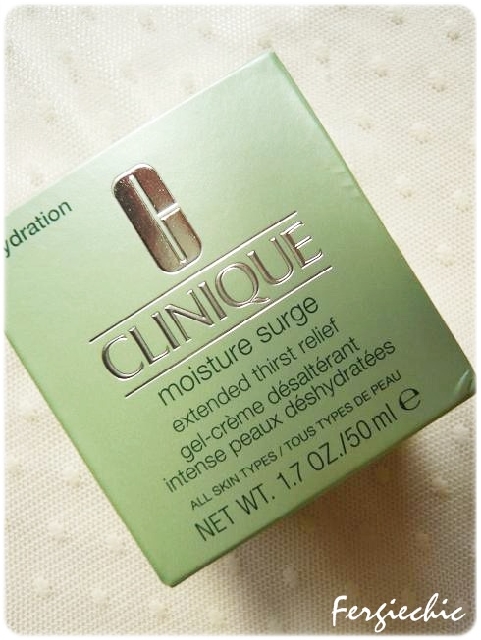 CLINIQUE
moisture surge
extended thirst relief
gel-crème désaltérant
intense peaux déshydratées
ALL SKIN TYPES / TOUS TYPES DE PEAU
NET WT. 1.7 OZ./50 ml ℮
Fergiechic